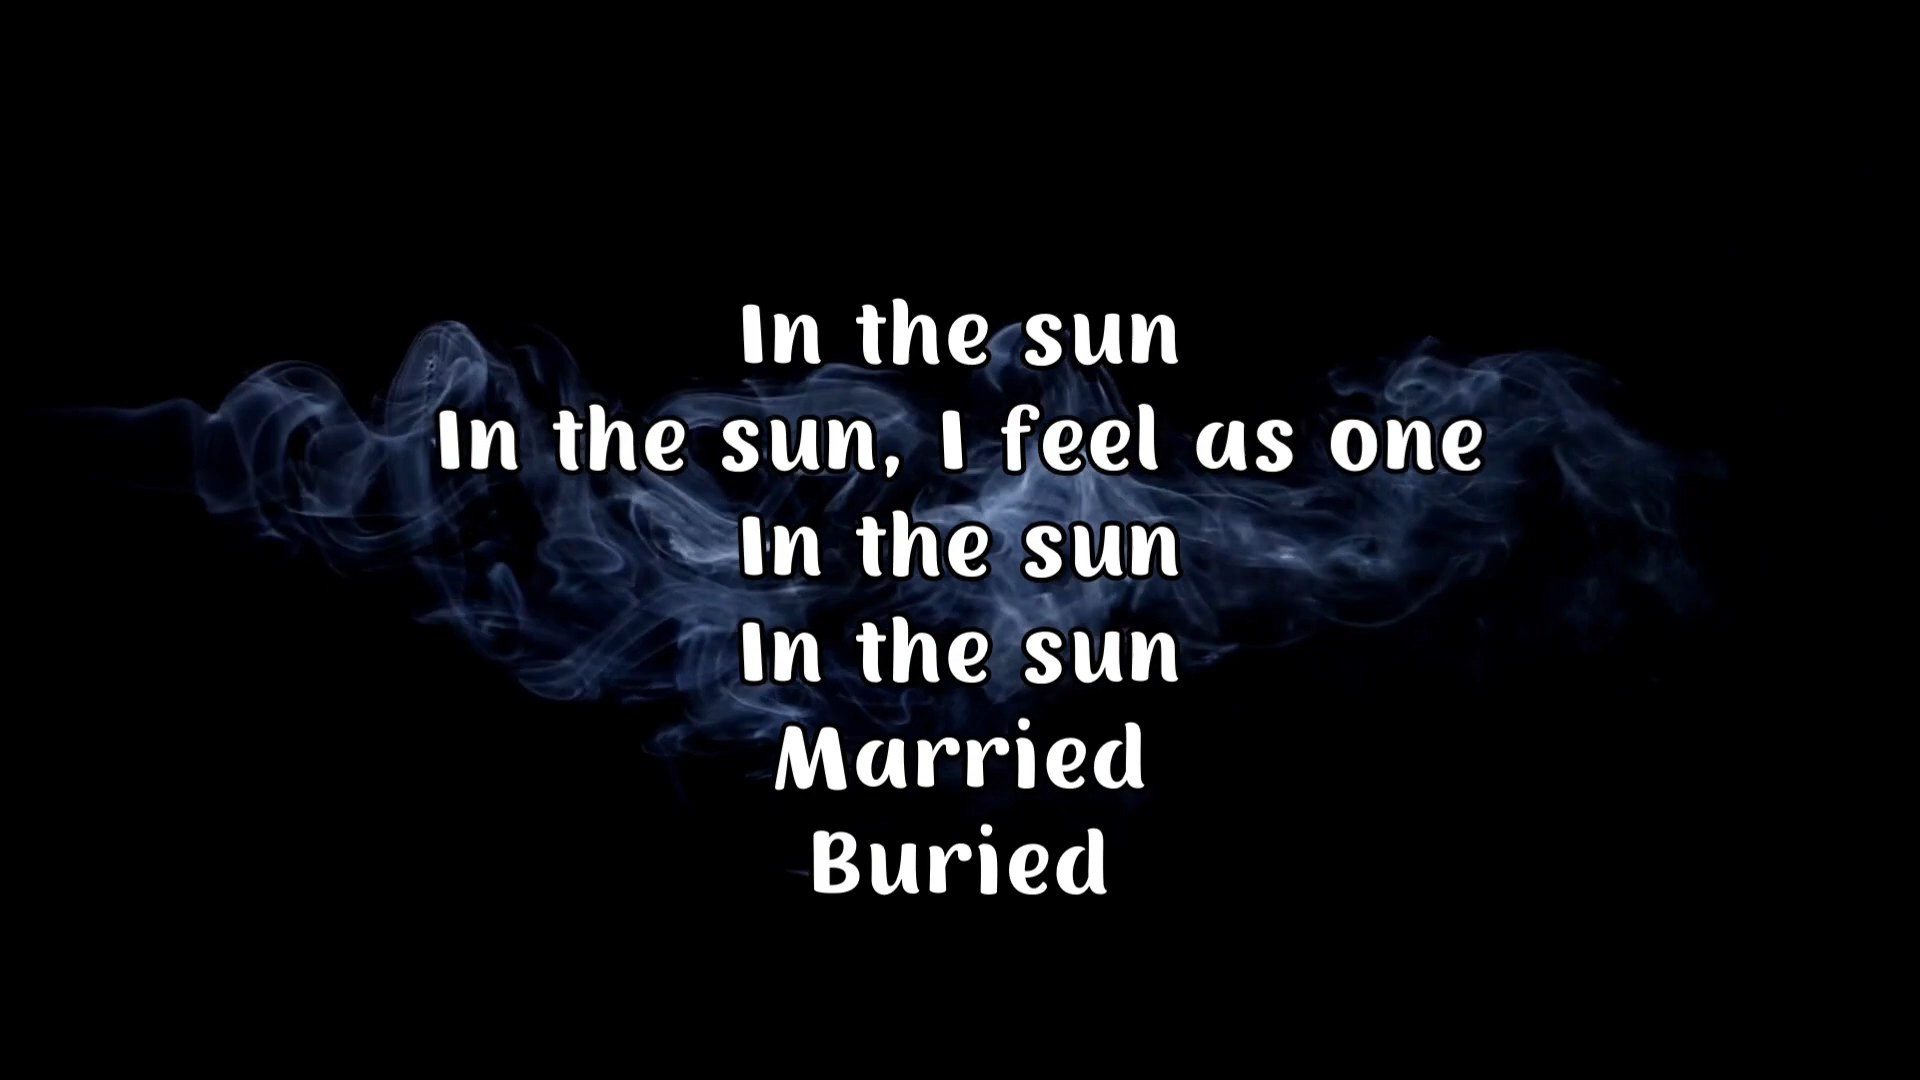 In the sun
In the sun, I feel as one
In the sun
In the sun
Married
Buried